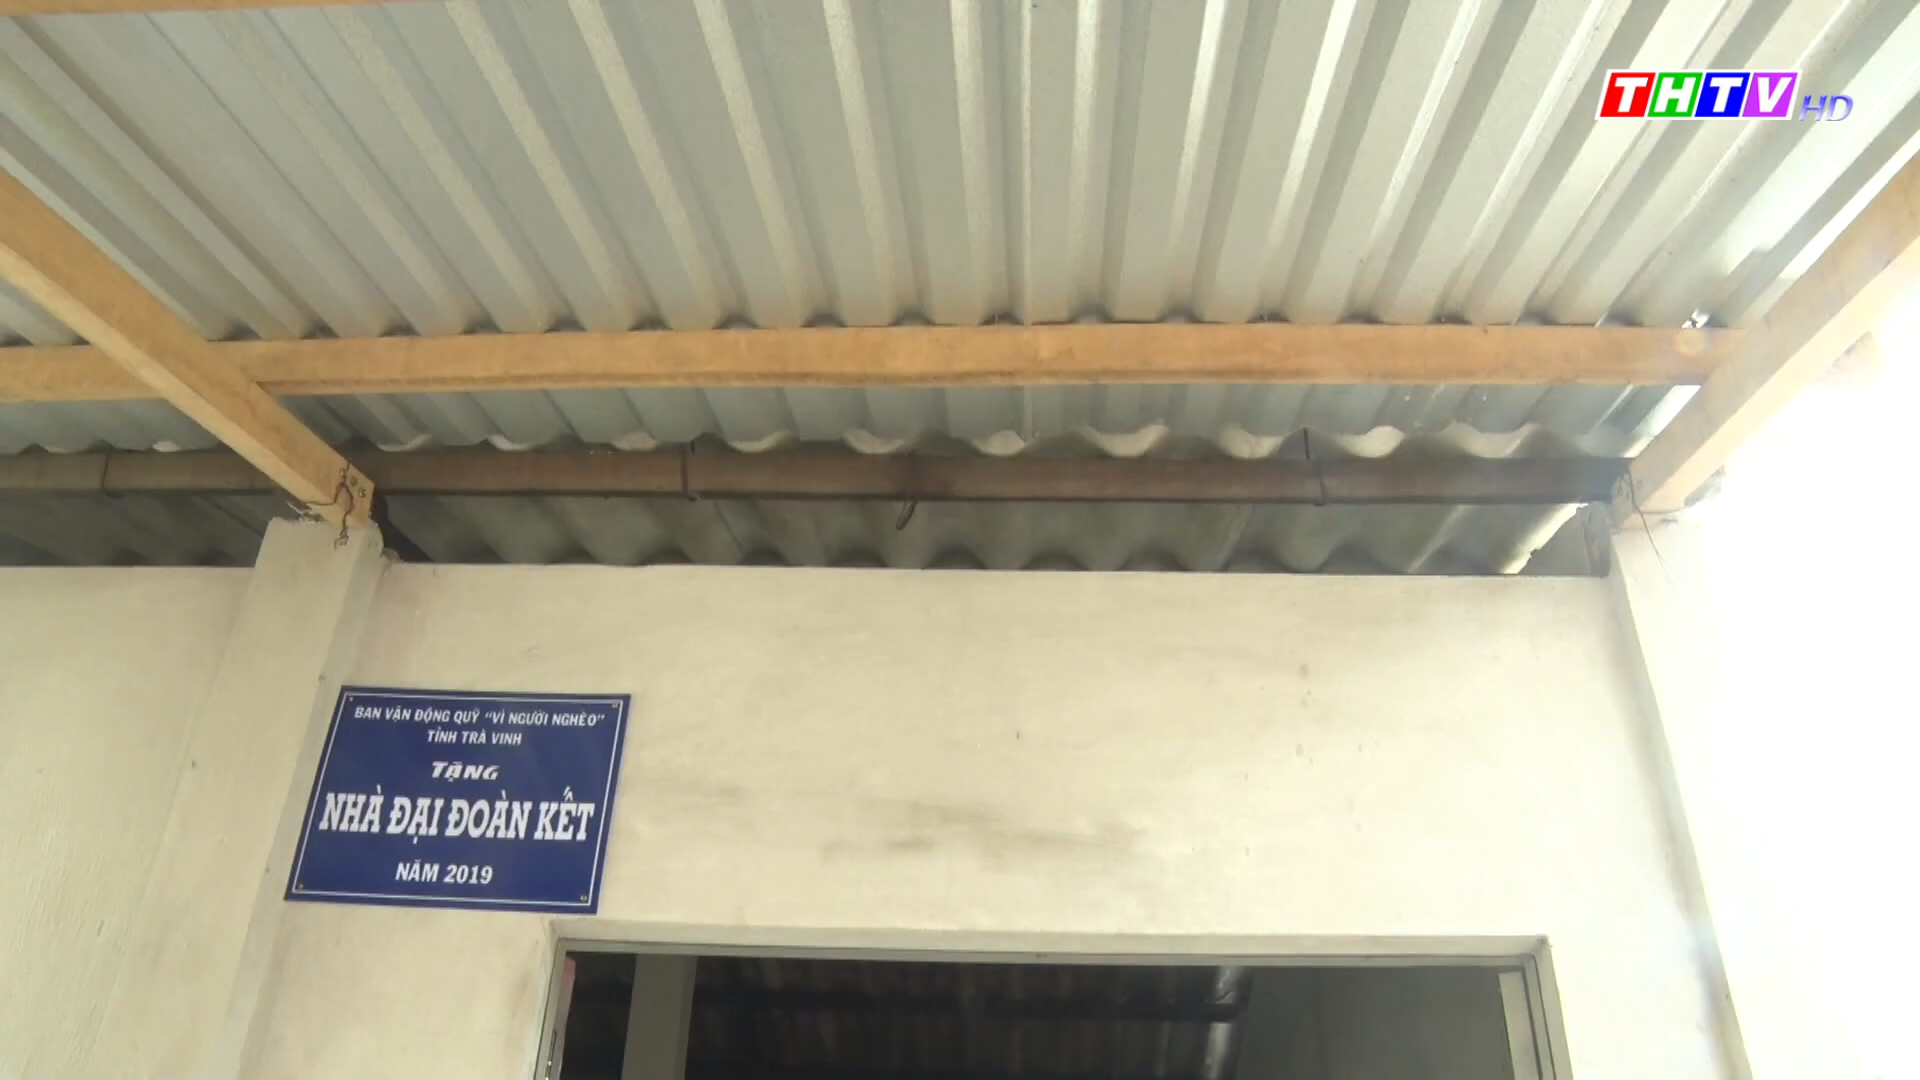 THTV HD
BAN VẬN ĐỘNG QUỸ "VÌ NGƯỜI NGHÈO"
TỈNH TRÀ VINH
TẶNG
NHÀ ĐẠI ĐOÀN KẾT
NĂM 2019